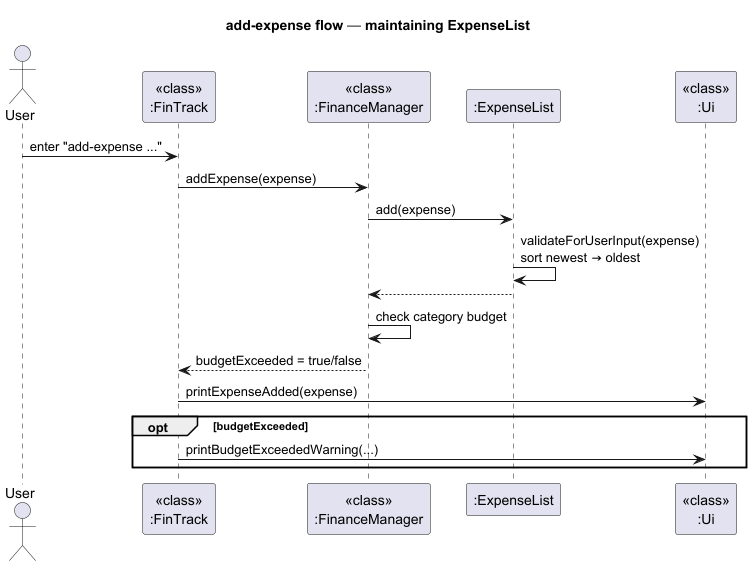 add-expense flow — maintaining ExpenseList
User
«class»
:FinTrack
«class»
:FinanceManager
:ExpenseList
«class»
:Ui
enter "add-expense ..."
addExpense(expense)
add(expense)
validateForUserInput(expense)
sort newest → oldest
check category budget
budgetExceeded = true/false
printExpenseAdded(expense)
opt [budgetExceeded]
printBudgetExceededWarning(...)
User
«class»
:FinTrack
«class»
:FinanceManager
:ExpenseList
«class»
:Ui